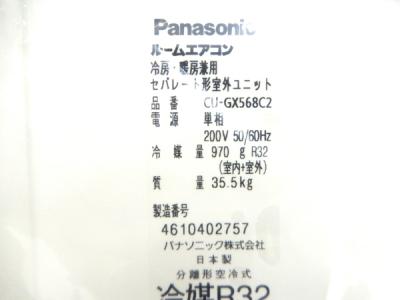 Panasonic
ルームエアコン
冷房・暖房兼用
セパレート形室外ユニット
品番 CU-GX568C2
電源 単相
200V 50/60Hz
冷媒量 970 g R32
(室内+室外)
質量 35.5kg
製造番号
4610402757
パナソニック株式会社
日本製
分離形空冷式
冷媒R32